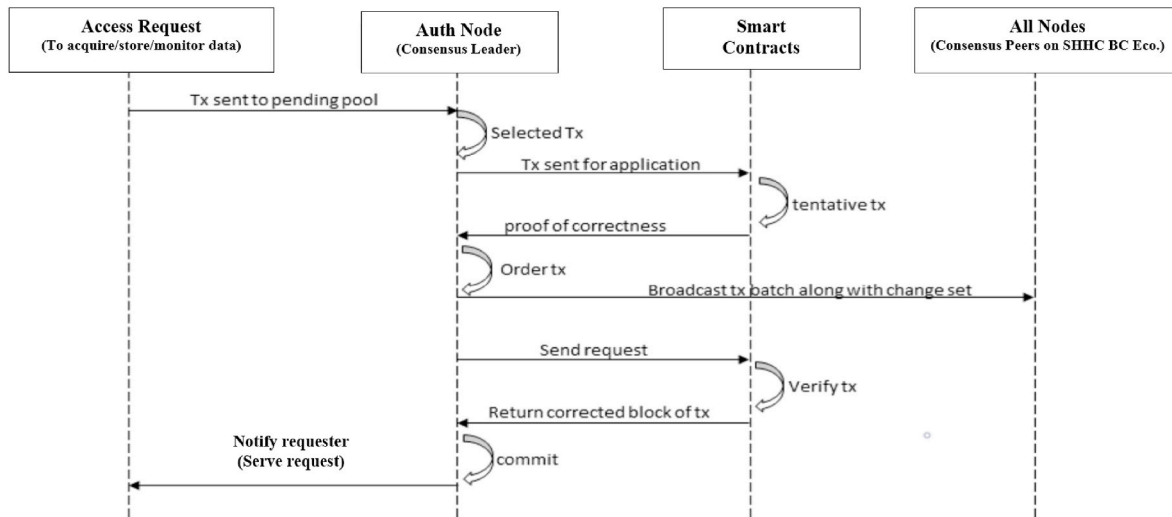 Access Request
(To acquire/store/monitor data)
Auth Node
(Consensus Leader)
Smart
Contracts
All Nodes
(Consensus Peers on SHHC BC Eco.)
Tx sent to pending pool
Selected Tx
Tx sent for application
tentative tx
proof of correctness
Order tx
Broadcast tx batch along with change set
Send request
Verify tx
Return corrected block of tx
Notify requester
(Serve request)
commit